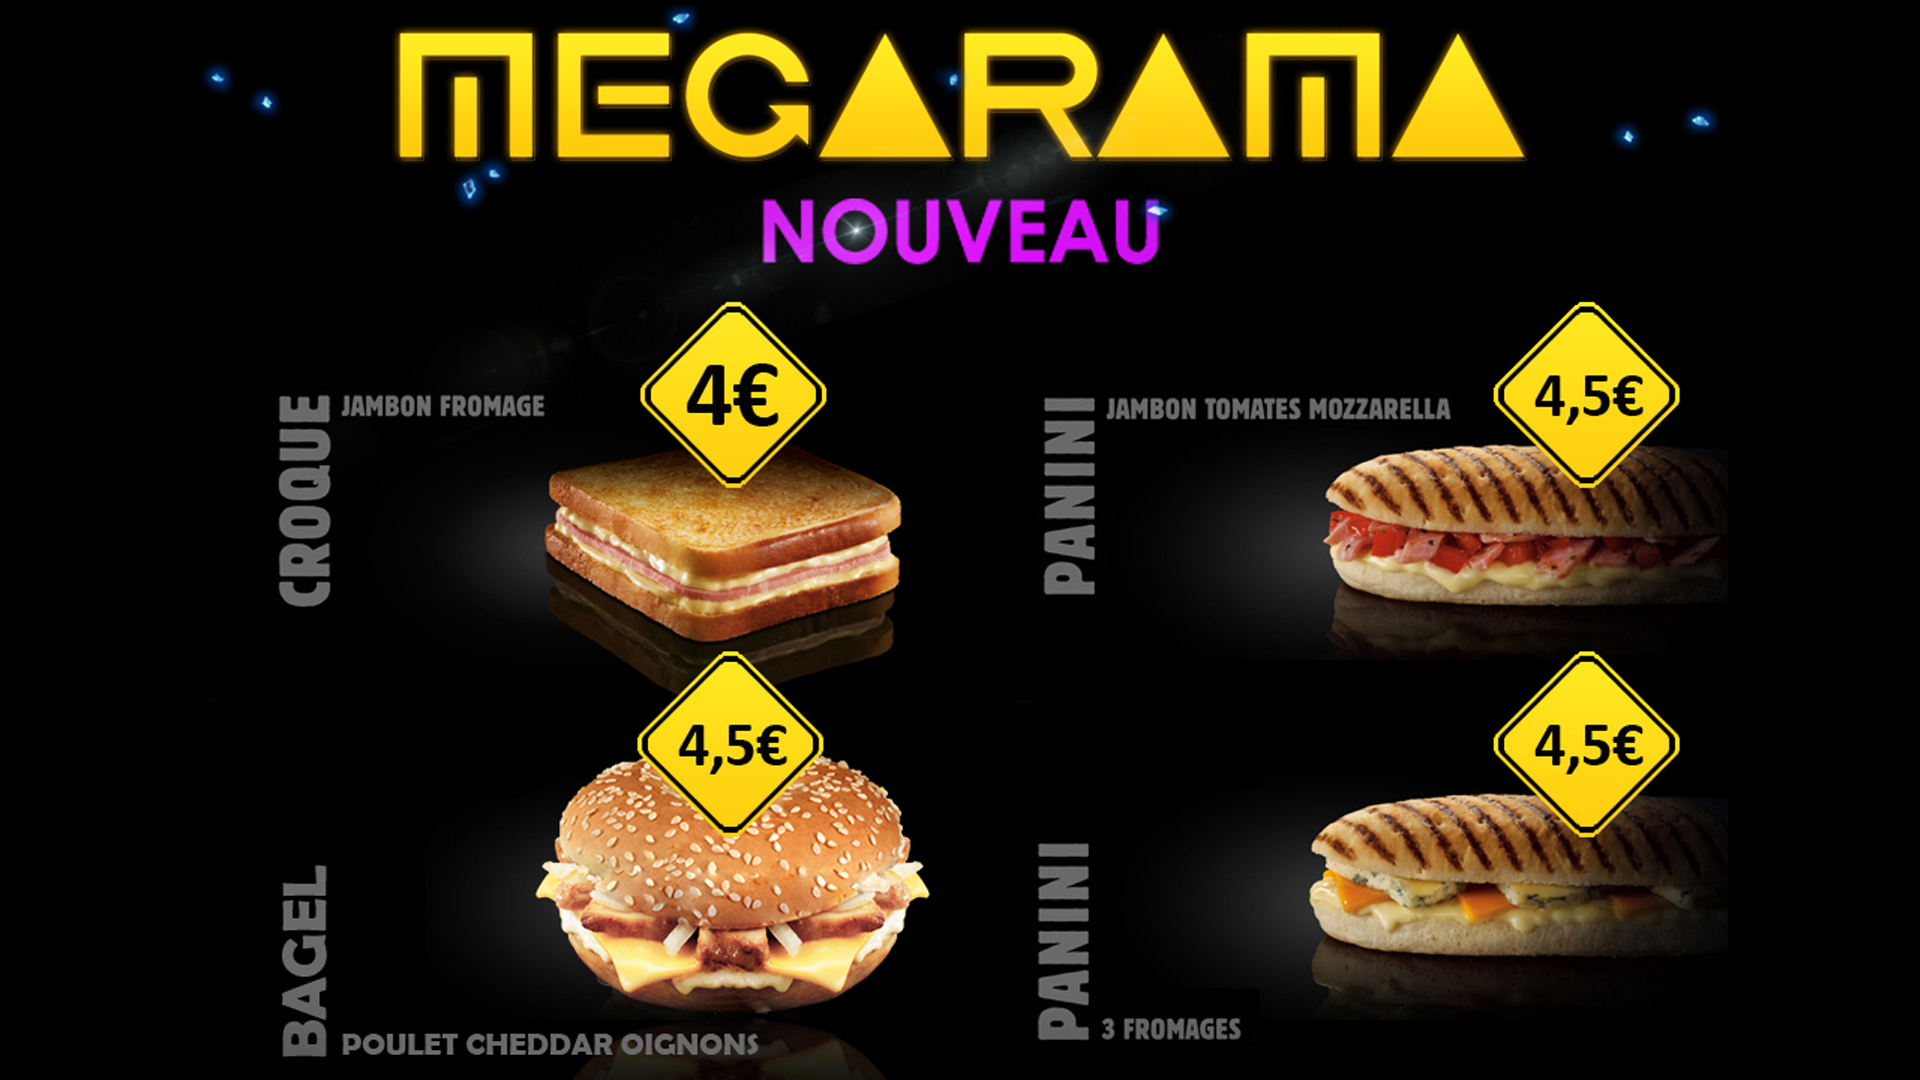 MEGARAMA
NOUVEAU
CROQUE
JAMBON FROMAGE
4€
PANINI
JAMBON TOMATES MOZZARELLA
4,5€
BAGEL
POULET CHEDDAR OIGNONS
4,5€
PANINI
3 FROMAGES
4,5€